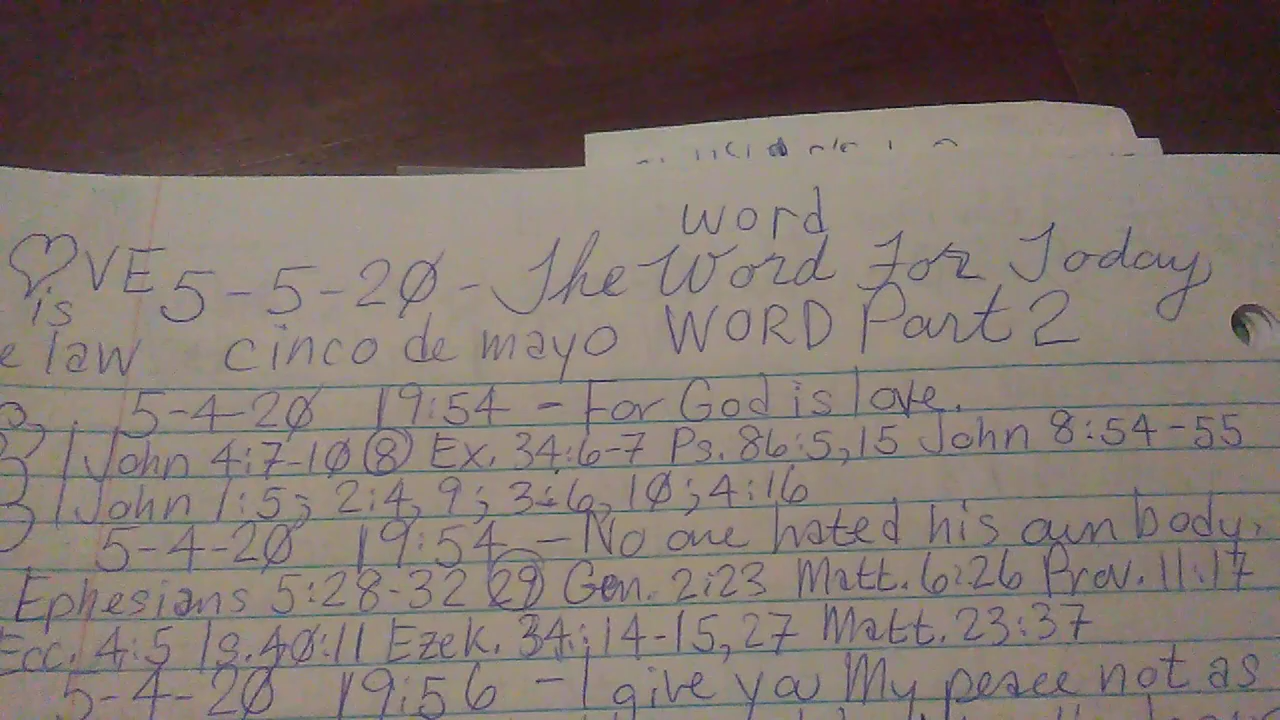 word
♡VE 5-5-20 - The Word For Today,
is
e law cinco de mayo WORD Part 2
5-4-20 19:54 - For God is love.
1 John 4:7-10 (8) Ex. 34:6-7 Ps. 86:5,15 John 8:54-55
1 John 1:5; 2:4, 9; 3:6, 10; 4:16
5-4-20 19:54 - No one hated his own body.
Ephesians 5:28-32 (29) Gen. 2:23 Matt. 6:26 Prov. 11:17
Ecc. 4:5 Is. 40:11 Ezek. 34:14-15, 27 Matt. 23:37
5-4-20 19:56 - I give you My peace not as